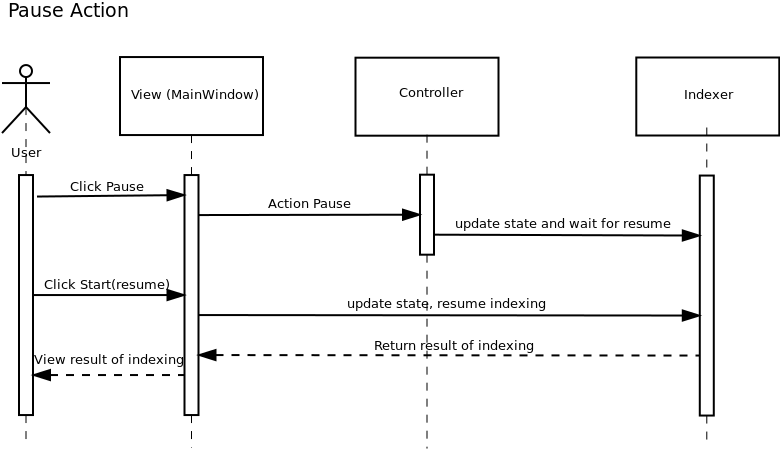 Pause Action
View (MainWindow)
Controller
Indexer
User
Click Pause
Action Pause
update state and wait for resume
Click Start(resume)
update state, resume indexing
Return result of indexing
View result of indexing